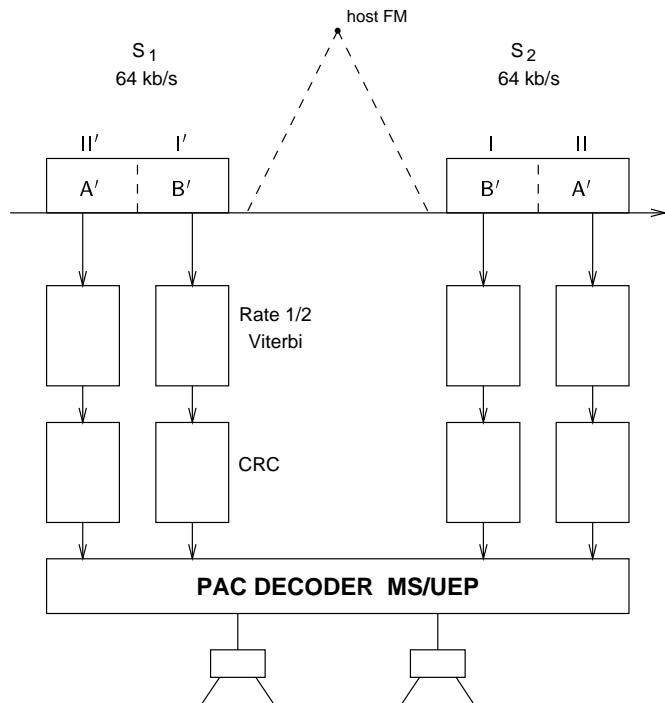 host FM
S1
64 kb/s
S2
64 kb/s
II′ I′ I II
A′ B′ B′ A′
Rate 1/2
Viterbi
CRC
PAC DECODER MS/UEP